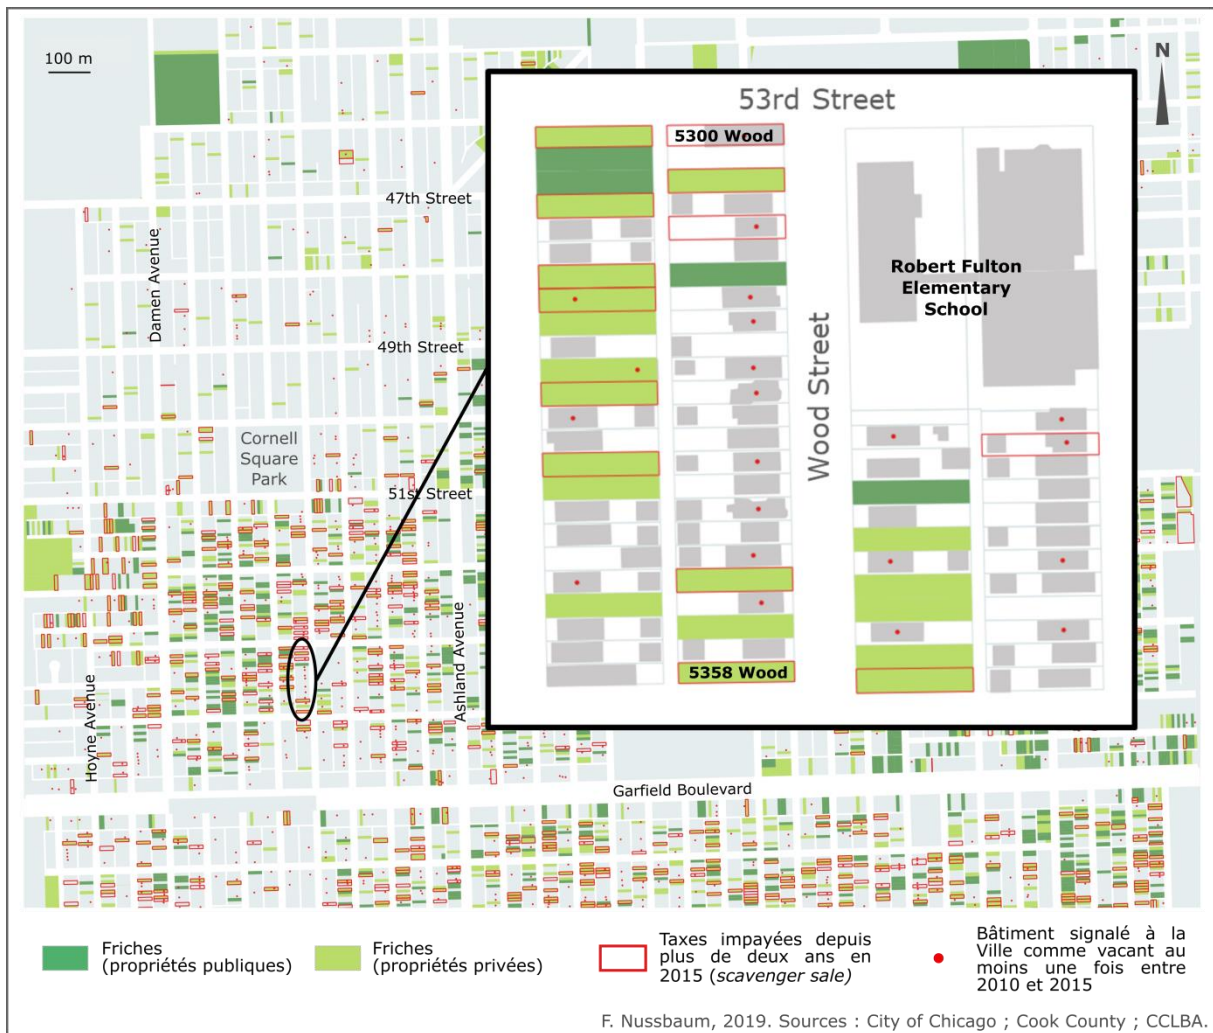 100 m
N
53rd Street
5300 Wood
47th Street
Damen Avenue
Robert Fulton
Elementary
School
Wood Street
49th Street
Cornell
Square
Park
51st Street
Ashland Avenue
Hoyne Avenue
5358 Wood
Garfield Boulevard
Friches
(propriétés publiques)
Friches
(propriétés privées)
Taxes impayées depuis
plus de deux ans en
2015 (scavenger sale)
Bâtiment signalé à la
Ville comme vacant au
moins une fois entre
2010 et 2015
F. Nussbaum, 2019. Sources : City of Chicago ; Cook County ; CCLBA.